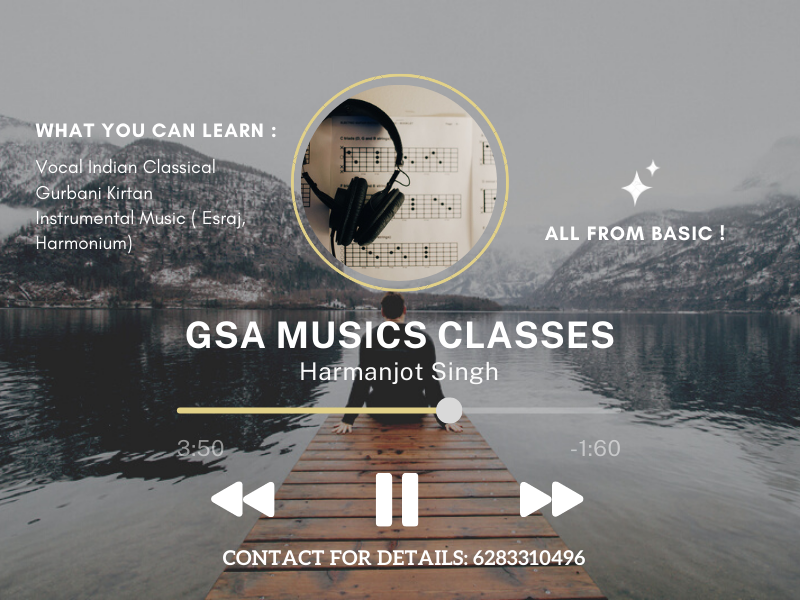 WHAT YOU CAN LEARN :
Vocal Indian Classical
Gurbani Kirtan
Instrumental Music ( Esraj,
Harmonium)
ALL FROM BASIC !
GSA MUSICS CLASSES
Harmanjot Singh
3:50
-1:60
CONTACT FOR DETAILS: 6283310496